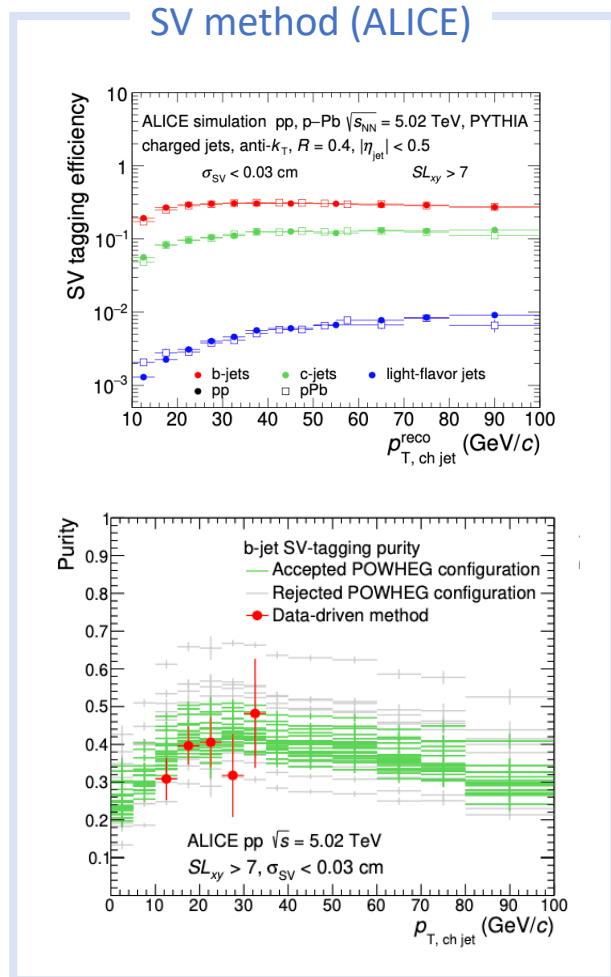 SV method (ALICE)
SV tagging efficiency
10
1
10⁻¹
10⁻²
10⁻³
ALICE simulation pp, p–Pb √sNN = 5.02 TeV, PYTHIA
charged jets, anti-kT, R = 0.4, |ηjet| < 0.5
σSV < 0.03 cm SLxy > 7
b-jets c-jets light-flavor jets
pp pPb
10 20 30 40 50 60 70 80 90 100
pT, ch jet^reco (GeV/c)
Purity
1
0.9
0.8
0.7
0.6
0.5
0.4
0.3
0.2
0.1
b-jet SV-tagging purity
Accepted POWHEG configuration
Rejected POWHEG configuration
Data-driven method
ALICE pp √s = 5.02 TeV
SLxy > 7, σSV < 0.03 cm
0 10 20 30 40 50 60 70 80 90 100
pT, ch jet (GeV/c)